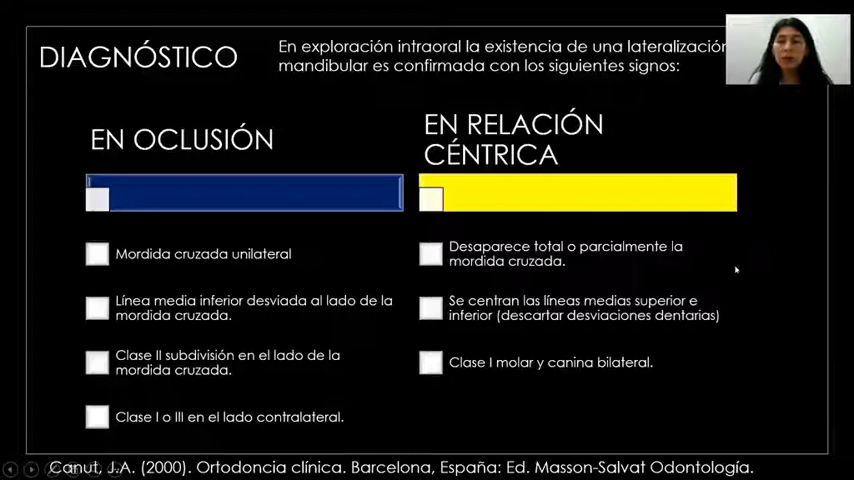 DIAGNÓSTICO
En exploración intraoral la existencia de una lateralización
mandibular es confirmada con los siguientes signos:
EN OCLUSIÓN
Mordida cruzada unilateral
Línea media inferior desviada al lado de la
mordida cruzada.
Clase II subdivisión en el lado de la
mordida cruzada.
Clase I o III en el lado contralateral.
EN RELACIÓN
CÉNTRICA
Desaparece total o parcialmente la
mordida cruzada.
Se centran las líneas medias superior e
inferior (descartar desviaciones dentarias)
Clase I molar y canina bilateral.
Canut, J.A. (2000). Ortodoncia clínica. Barcelona, España: Ed. Masson-Salvat Odontología.